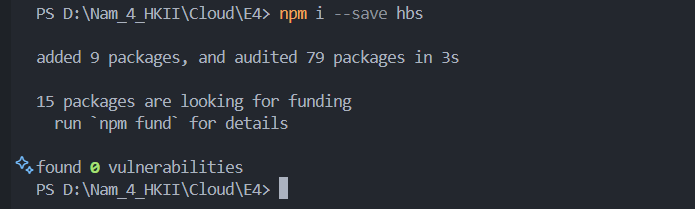 PS D:\Nam_4_HKII\Cloud\E4> npm i --save hbs
added 9 packages, and audited 79 packages in 3s
15 packages are looking for funding
  run `npm fund` for details
found 0 vulnerabilities
PS D:\Nam_4_HKII\Cloud\E4>